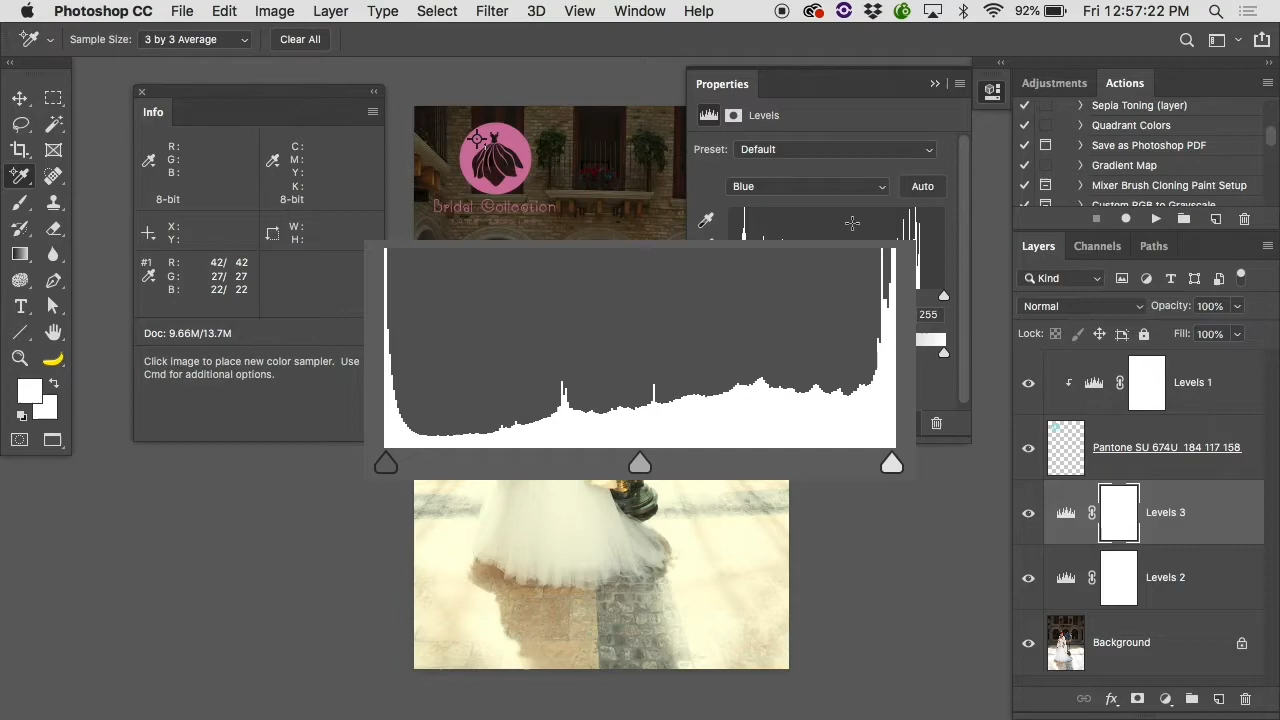 Photoshop CC File Edit Image Layer Type Select Filter 3D View Window Help 92% Fri 12:57:22 PM
Sample Size: 3 by 3 Average Clear All
Info
R:
G:
B:
8-bit
C:
M:
Y:
K:
8-bit
X:
Y:
W:
H:
#1
R: 42/ 42
G: 27/ 27
B: 22/ 22
Doc: 9.66M/13.7M
Click image to place new color sampler. Use
Cmd for additional options.
Bridal Collection
Properties
Levels
Preset: Default
Blue Auto
255
Adjustments Actions
Sepia Toning (layer)
Quadrant Colors
Save as Photoshop PDF
Gradient Map
Mixer Brush Cloning Paint Setup
Custom RGB to Grayscale
Layers Channels Paths
Kind
Normal Opacity: 100%
Lock: Fill: 100%
Levels 1
Pantone SU 674U 184 117 158
Levels 3
Levels 2
Background